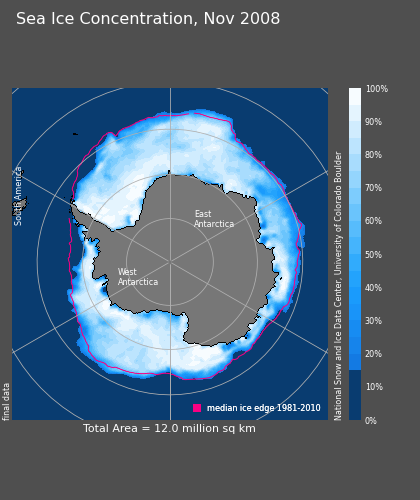 Sea Ice Concentration, Nov 2008
100%
90%
80%
70%
60%
50%
40%
30%
20%
10%
0%
South America
East
Antarctica
West
Antarctica
National Snow and Ice Data Center, University of Colorado Boulder
final data
median ice edge 1981-2010
Total Area = 12.0 million sq km